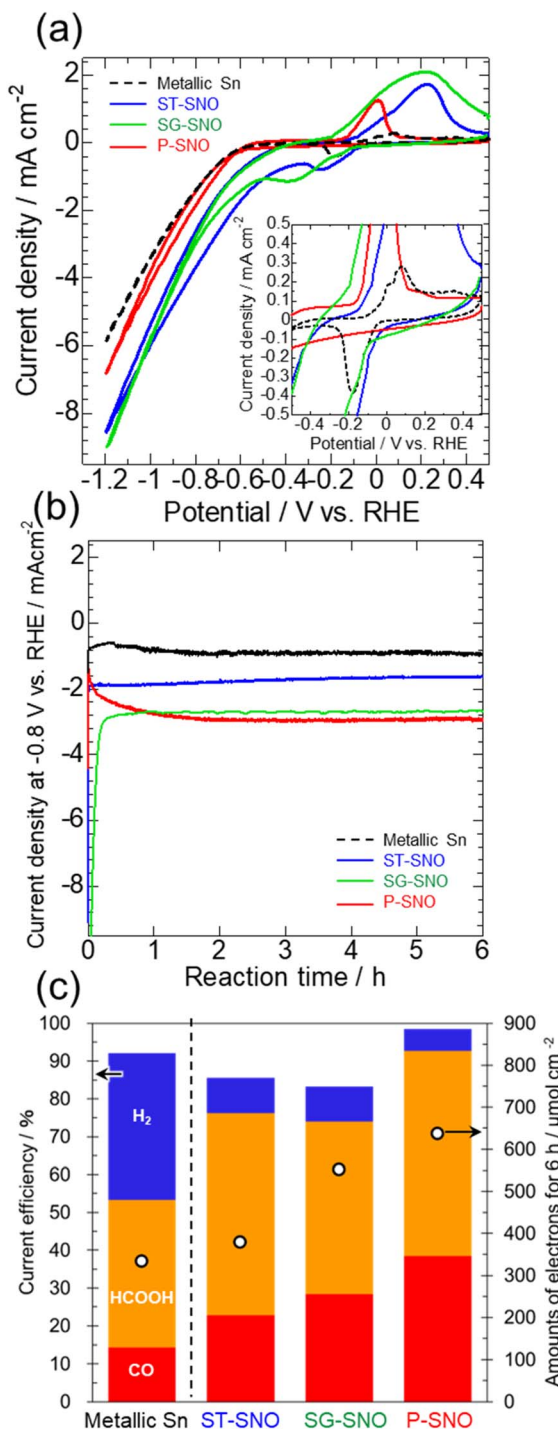 (a)
2
0
-2
-4
-6
-8
Current density / mA cm-2
Metallic Sn
ST-SNO
SG-SNO
P-SNO
0.5
0.4
0.3
0.2
0.1
0
-0.1
-0.2
-0.3
-0.4
0.5
Current density / mA cm-2
-0.4 -0.2 0 0.2 0.4
Potential / V vs. RHE
-1.2 -1 -0.8 -0.6 -0.4 -0.2 0 0.2 0.4
Potential / V vs. RHE
(b)
2
0
-2
-4
-6
-8
Current density at -0.8 V vs. RHE / mAcm-2
Metallic Sn
ST-SNO
SG-SNO
P-SNO
0 1 2 3 4 5 6
Reaction time / h
(c)
100
90
80
70
60
50
40
30
20
10
0
Current efficiency / %
H2
HCOOH
CO
900
800
700
600
500
400
300
200
100
0
Amounts of electrons for 6 h / umol cm-2
Metallic Sn ST-SNO SG-SNO P-SNO